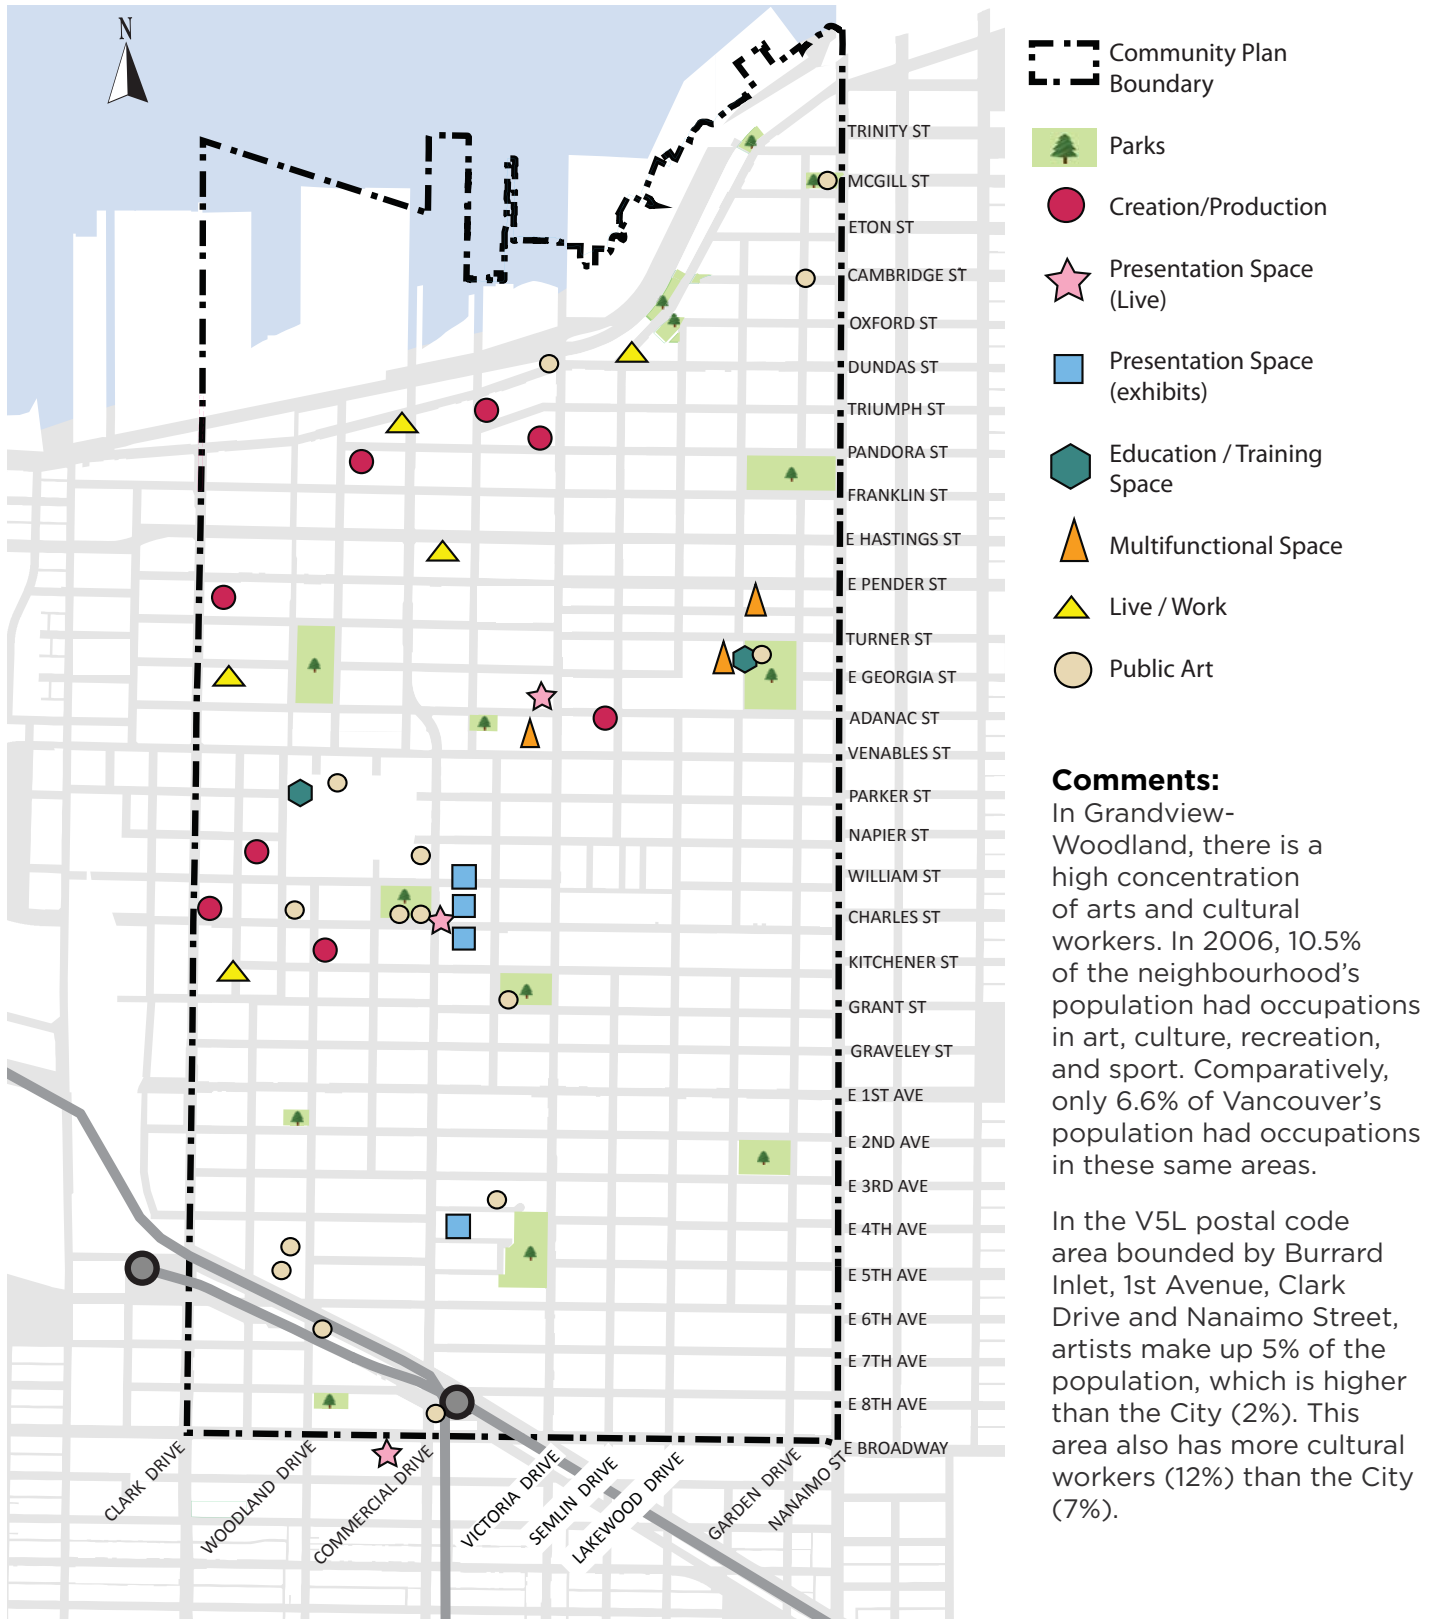 N
TRINITY ST
MCGILL ST
ETON ST
CAMBRIDGE ST
OXFORD ST
DUNDAS ST
TRIUMPH ST
PANDORA ST
FRANKLIN ST
E HASTINGS ST
E PENDER ST
TURNER ST
E GEORGIA ST
ADANAC ST
VENABLES ST
PARKER ST
NAPIER ST
WILLIAM ST
CHARLES ST
KITCHENER ST
GRANT ST
GRAVELEY ST
E 1ST AVE
E 2ND AVE
E 3RD AVE
E 4TH AVE
E 5TH AVE
E 6TH AVE
E 7TH AVE
E 8TH AVE
E BROADWAY
CLARK DRIVE
WOODLAND DRIVE
COMMERCIAL DRIVE
VICTORIA DRIVE
SEMLIN DRIVE
LAKEWOOD DRIVE
GARDEN DRIVE
NANAIMO ST
Community Plan
Boundary
Parks
Creation/Production
Presentation Space
(Live)
Presentation Space
(exhibits)
Education / Training
Space
Multifunctional Space
Live / Work
Public Art
Comments:
In Grandview-
Woodland, there is a
high concentration
of arts and cultural
workers. In 2006, 10.5%
of the neighbourhood's
population had occupations
in art, culture, recreation,
and sport. Comparatively,
only 6.6% of Vancouver's
population had occupations
in these same areas.
In the V5L postal code
area bounded by Burrard
Inlet, 1st Avenue, Clark
Drive and Nanaimo Street,
artists make up 5% of the
population, which is higher
than the City (2%). This
area also has more cultural
workers (12%) than the City
(7%).